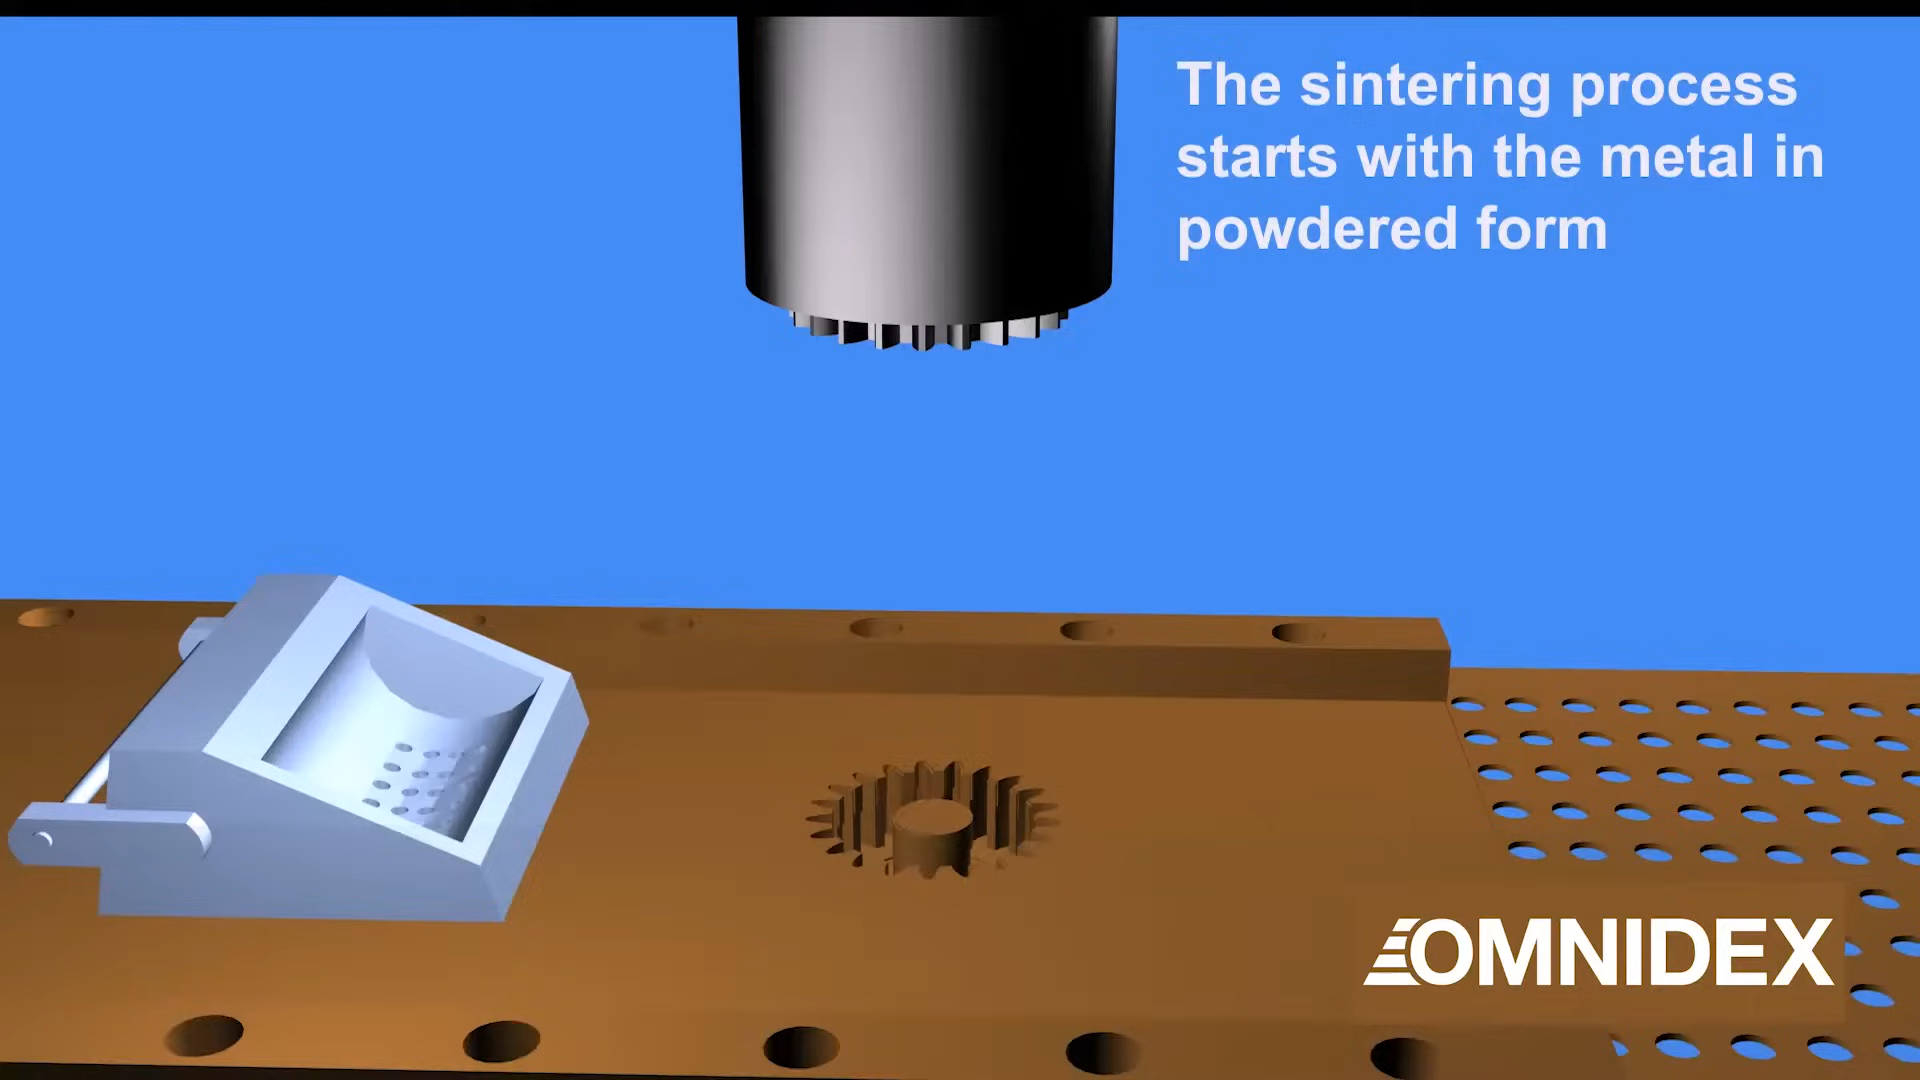 The sintering process
starts with the metal in
powdered form
OMNIDEX